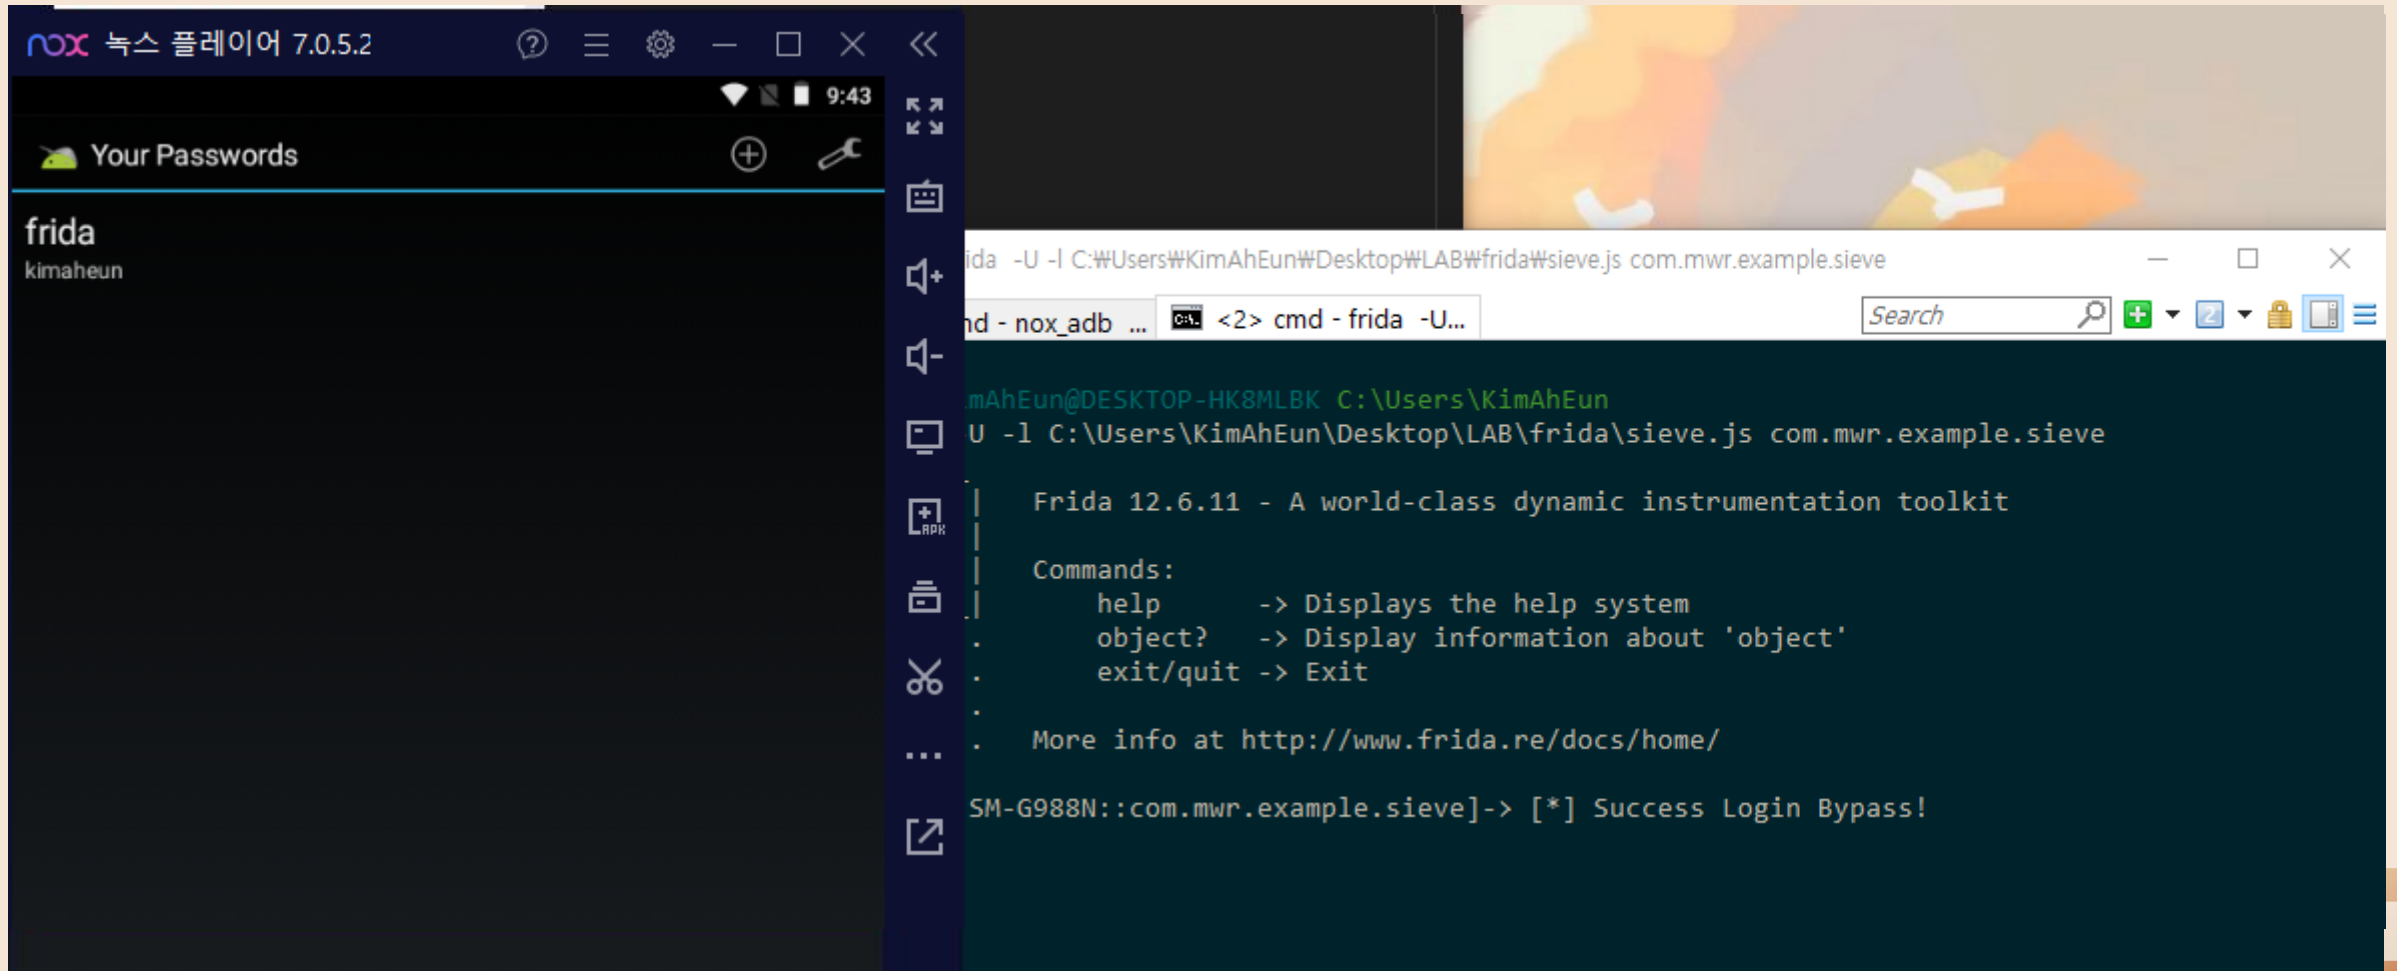 nox 녹스 플레이어 7.0.5.2
9:43
Your Passwords
frida
kimaheun
APK
ida -U -l C:₩Users₩KimAhEun₩Desktop₩LAB₩frida₩sieve.js com.mwr.example.sieve
nd - nox_adb ...
<2> cmd - frida -U...
Search
2
mAhEun@DESKTOP-HK8MLBK C:\Users\KimAhEun
U -l C:\Users\KimAhEun\Desktop\LAB\frida\sieve.js com.mwr.example.sieve
_
| Frida 12.6.11 - A world-class dynamic instrumentation toolkit
|
| Commands:
_| help -> Displays the help system
. object? -> Display information about 'object'
. exit/quit -> Exit
.
. More info at http://www.frida.re/docs/home/
SM-G988N::com.mwr.example.sieve]-> [*] Success Login Bypass!